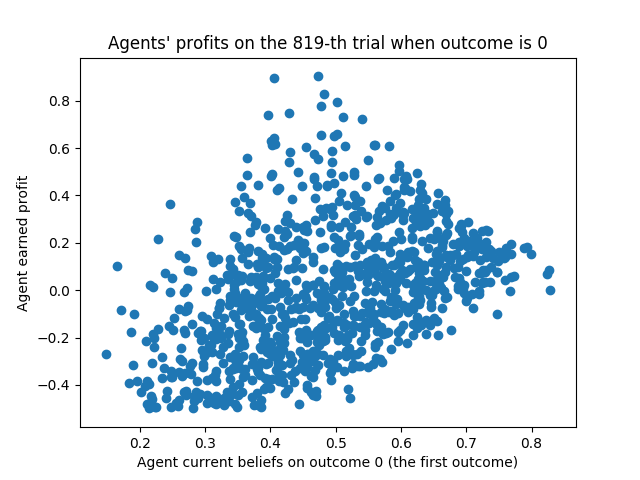 Agents' profits on the 819-th trial when outcome is 0
Agent earned profit
0.8
0.6
0.4
0.2
0.0
−0.2
−0.4
0.2 0.3 0.4 0.5 0.6 0.7 0.8
Agent current beliefs on outcome 0 (the first outcome)